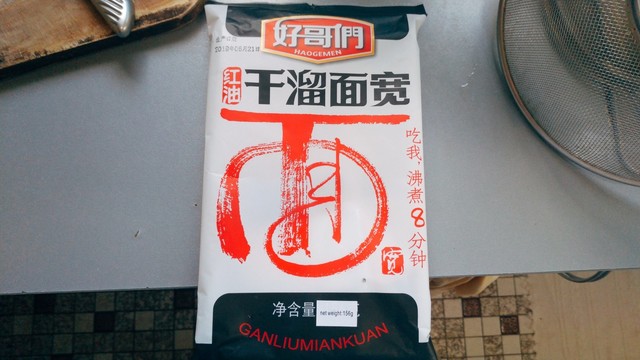 好哥們
HAOGEMEN
红油
干溜面宽
吃我,沸煮8分钟
净含量
net weight:156g
GANLIUMIANKUAN